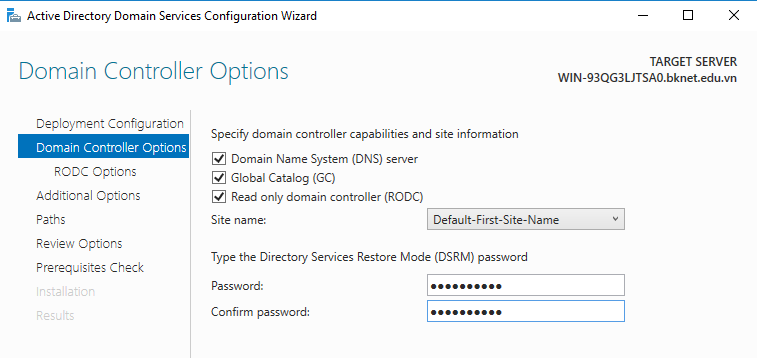 Active Directory Domain Services Configuration Wizard
Domain Controller Options
TARGET SERVER
WIN-93QG3LJTSA0.bknet.edu.vn
Deployment Configuration
Domain Controller Options
RODC Options
Additional Options
Paths
Review Options
Prerequisites Check
Installation
Results
Specify domain controller capabilities and site information
Domain Name System (DNS) server
Global Catalog (GC)
Read only domain controller (RODC)
Site name:
Default-First-Site-Name
Type the Directory Services Restore Mode (DSRM) password
Password:
••••••••••
Confirm password:
••••••••••